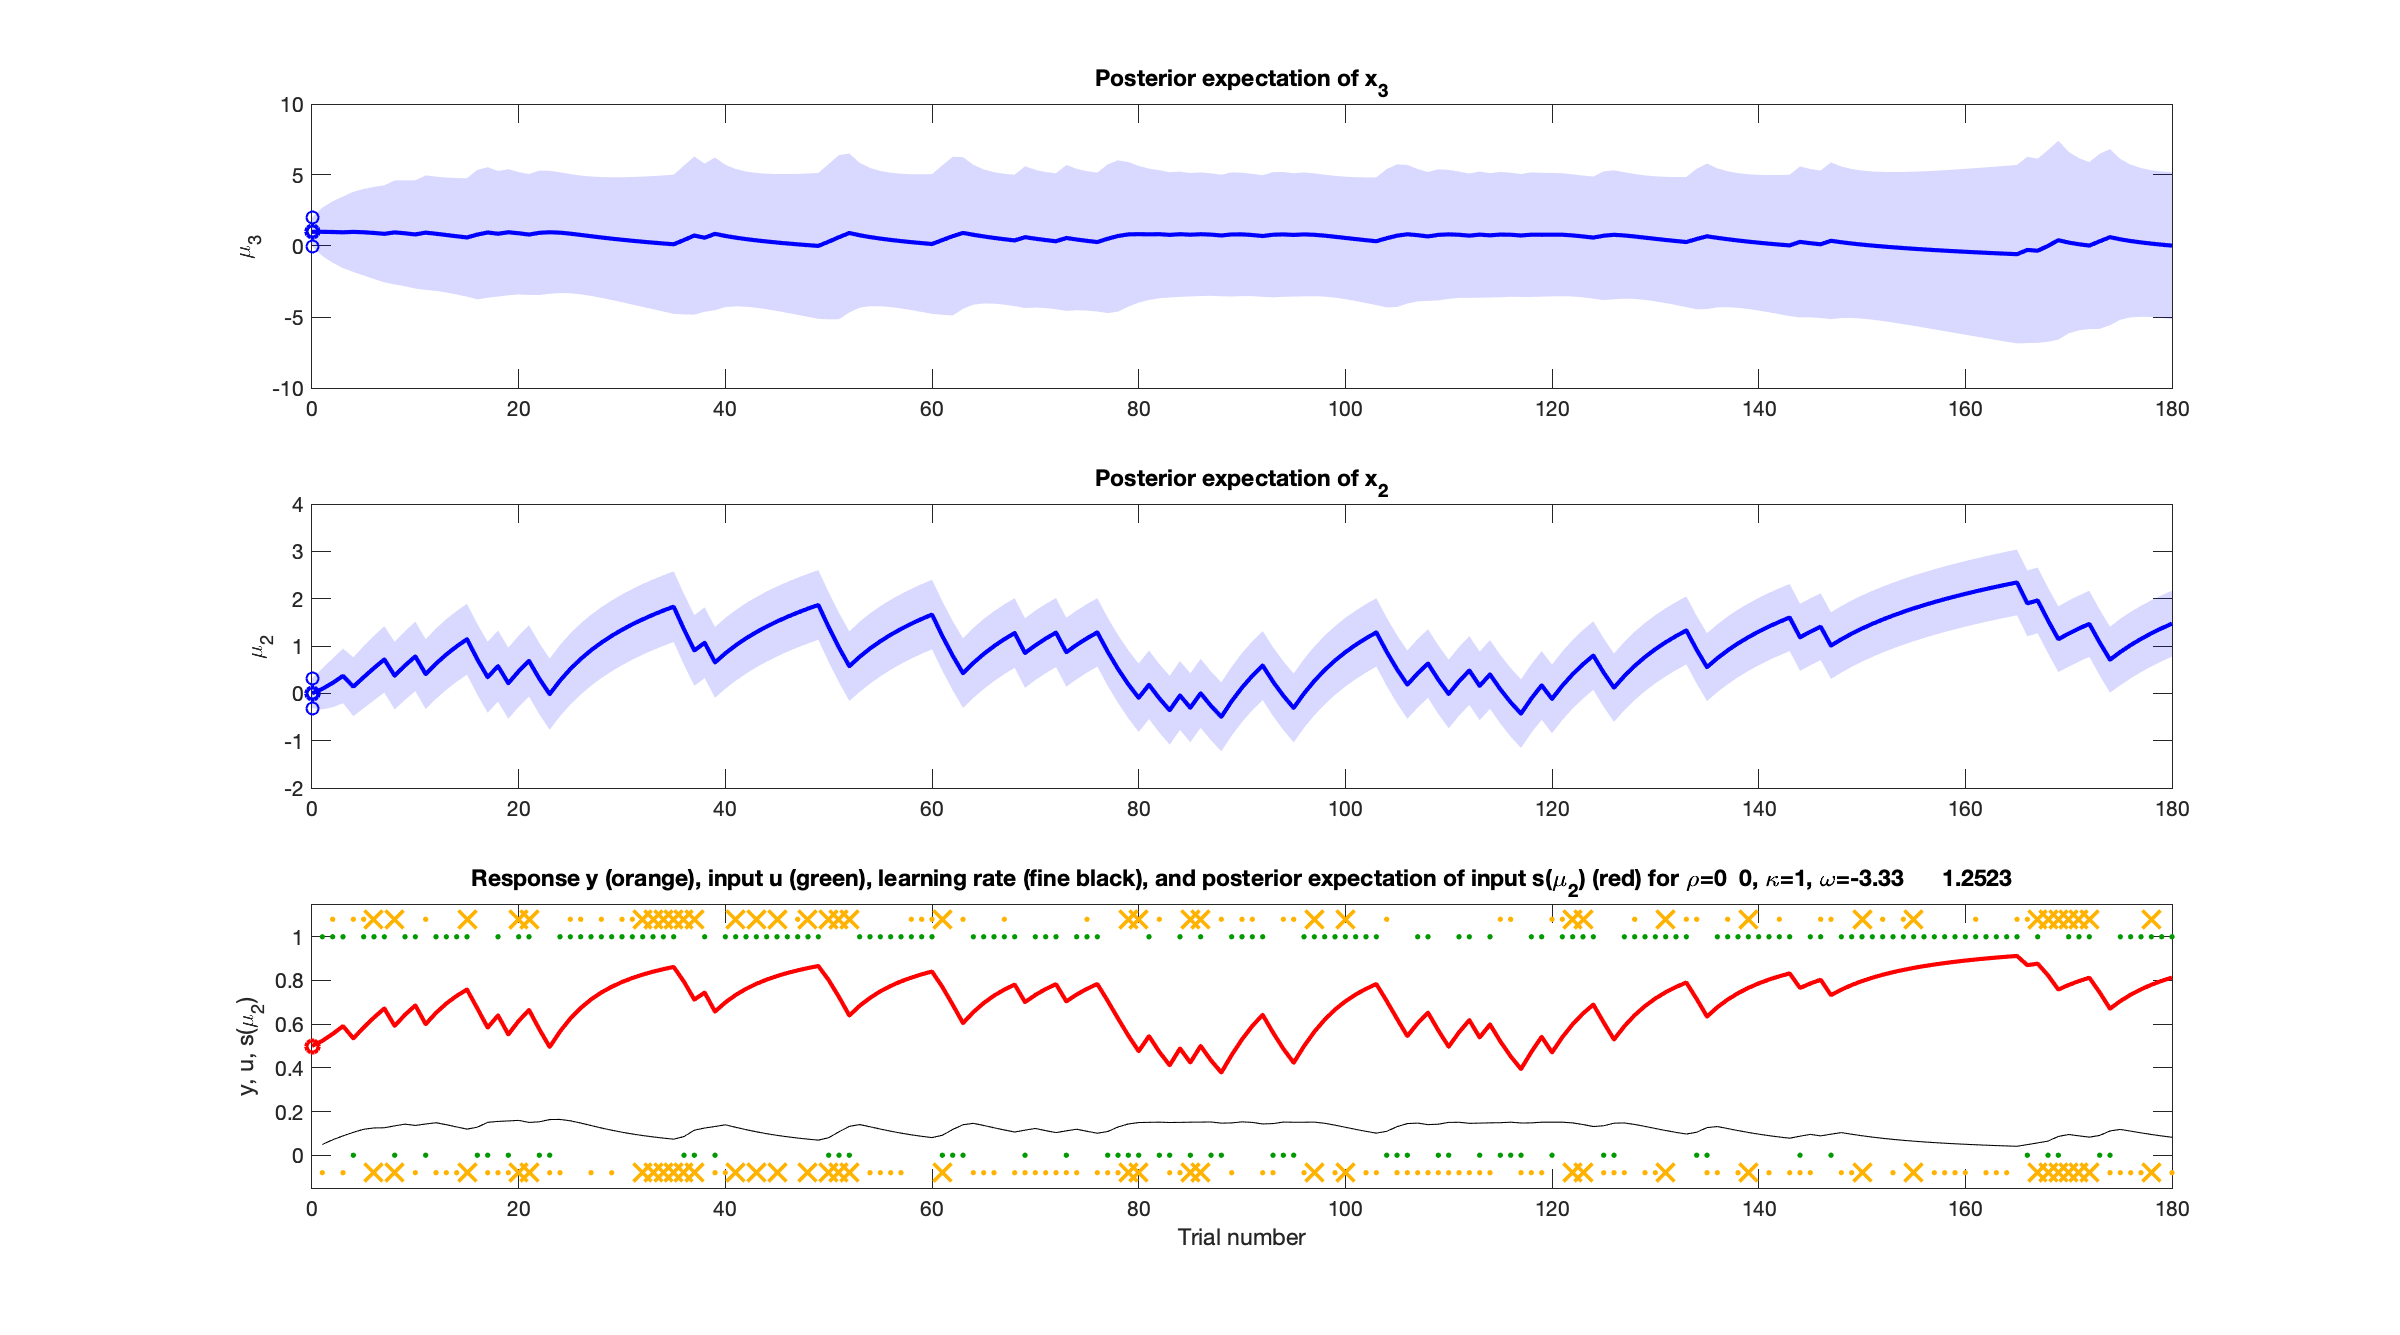 Posterior expectation of x3
10
5
0
-5
-10
μ3
0 20 40 60 80 100 120 140 160 180
Posterior expectation of x2
4
3
2
1
0
-1
-2
μ2
0 20 40 60 80 100 120 140 160 180
Response y (orange), input u (green), learning rate (fine black), and posterior expectation of input s(μ2) (red) for ρ=0 0, κ=1, ω=-3.33 1.2523
1
0.8
0.6
0.4
0.2
0
y, u, s(μ2)
0 20 40 60 80 100 120 140 160 180
Trial number